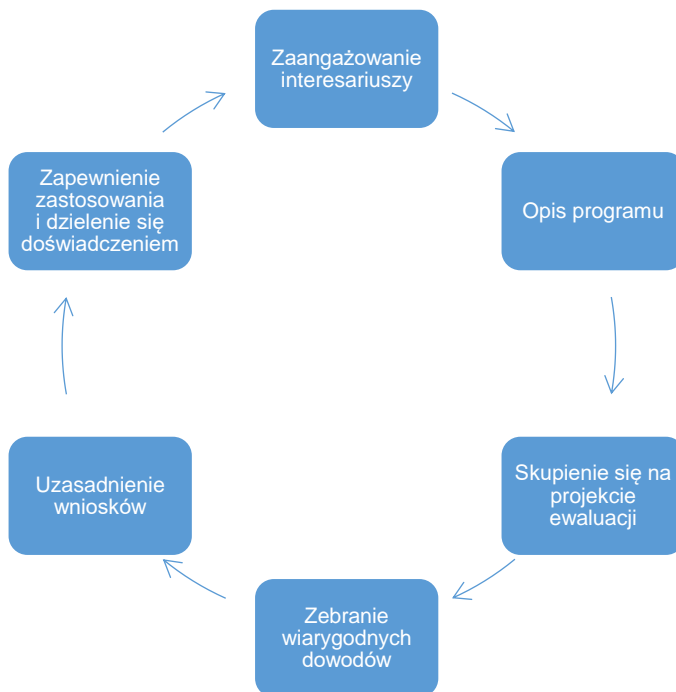 Zaangażowanie
interesariuszy
Opis programu
Skupienie się na
projekcie
ewaluacji
Zebranie
wiarygodnych
dowodów
Uzasadnienie
wniosków
Zapewnienie
zastosowania
i dzielenie się
doświadczeniem